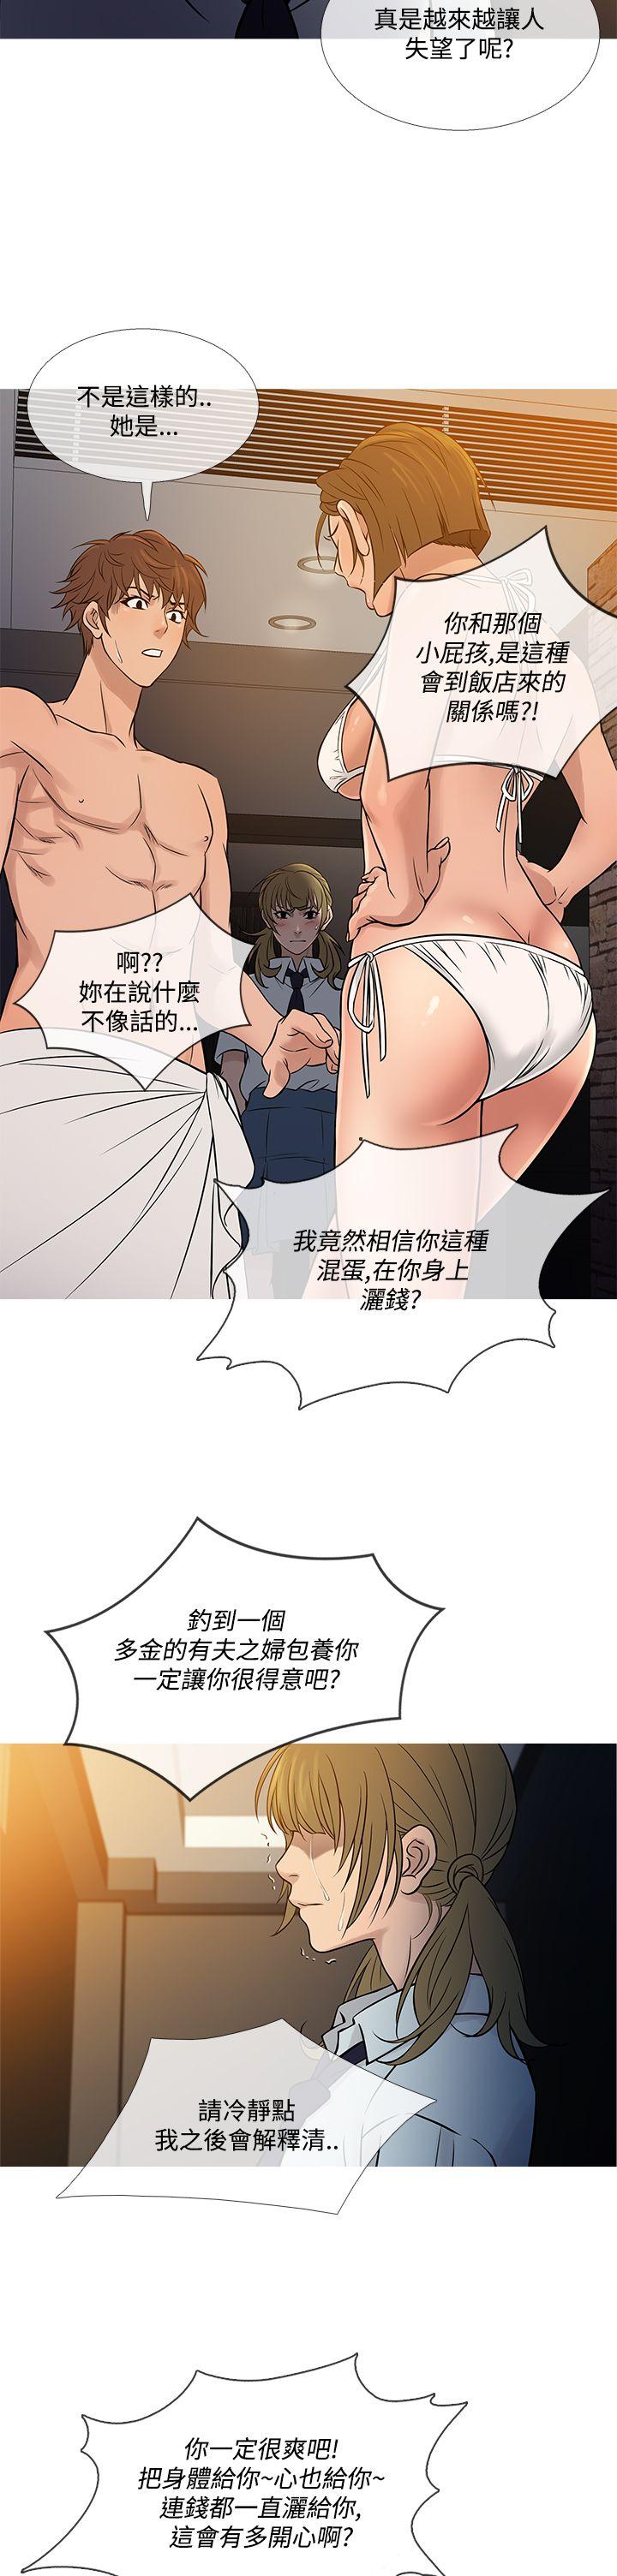 真是越來越讓人
失望了呢?
不是這樣的..
她是...
你和那個
小屁孩,是這種
會到飯店來的
關係嗎?!
啊??
妳在說什麼
不像話的...
我竟然相信你這種
混蛋,在你身上
灑錢?
釣到一個
多金的有夫之婦包養你
一定讓你很得意吧?
請冷靜點
我之後會解釋清..
你一定很爽吧!
把身體給你~心也給你~
連錢都一直灑給你,
這會有多開心啊?